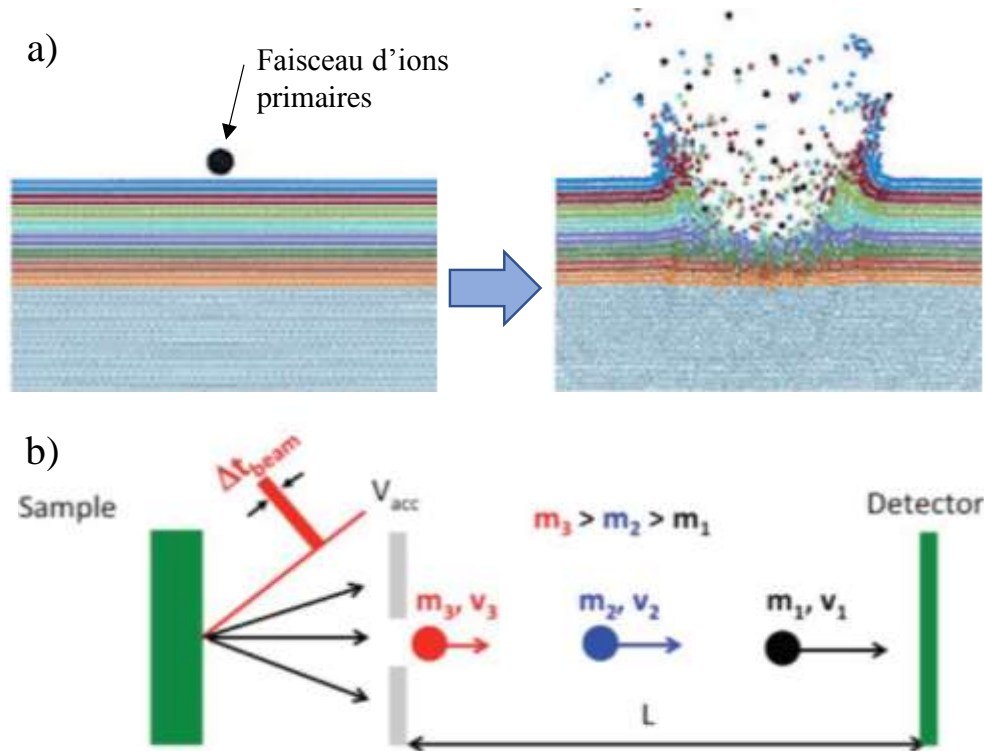 a)
Faisceau d'ions
primaires
b)
Δt_beam
Sample
V_acc
m₃ > m₂ > m₁
Detector
m₃, v₃
m₂, v₂
m₁, v₁
L